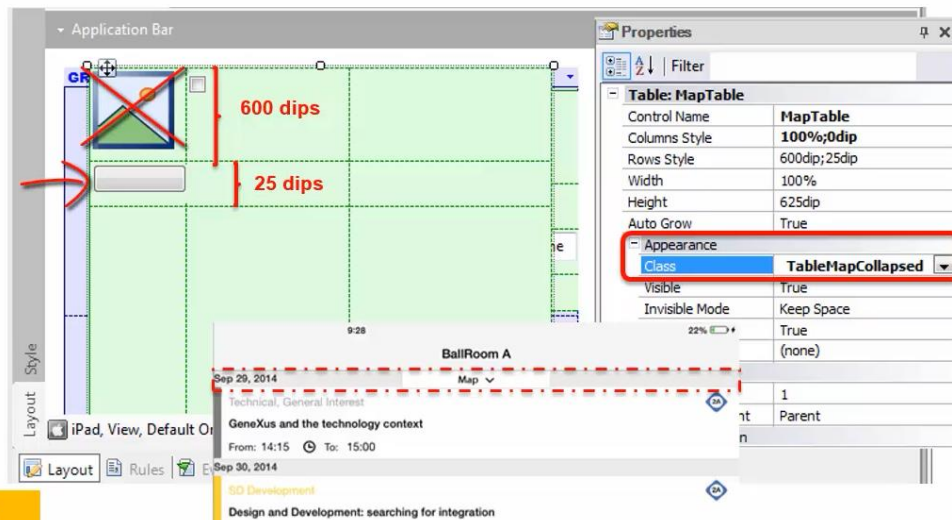 Application Bar
GR
600 dips
25 dips
Properties
Filter
Table: MapTable
Control Name MapTable
Columns Style 100%;0dip
Rows Style 600dip;25dip
Width 100%
Height 625dip
Auto Grow True
Appearance
Class TableMapCollapsed
Visible True
Invisible Mode Keep Space
True
(none)
1
Parent
Style
Layout
iPad, View, Default
Layout Rules
9:28 22%
BallRoom A
Sep 29, 2014 Map
Technical, General Interest
2A
GeneXus and the technology context
From: 14:15 To: 15:00
Sep 30, 2014
SD Development
2A
Design and Development: searching for integration